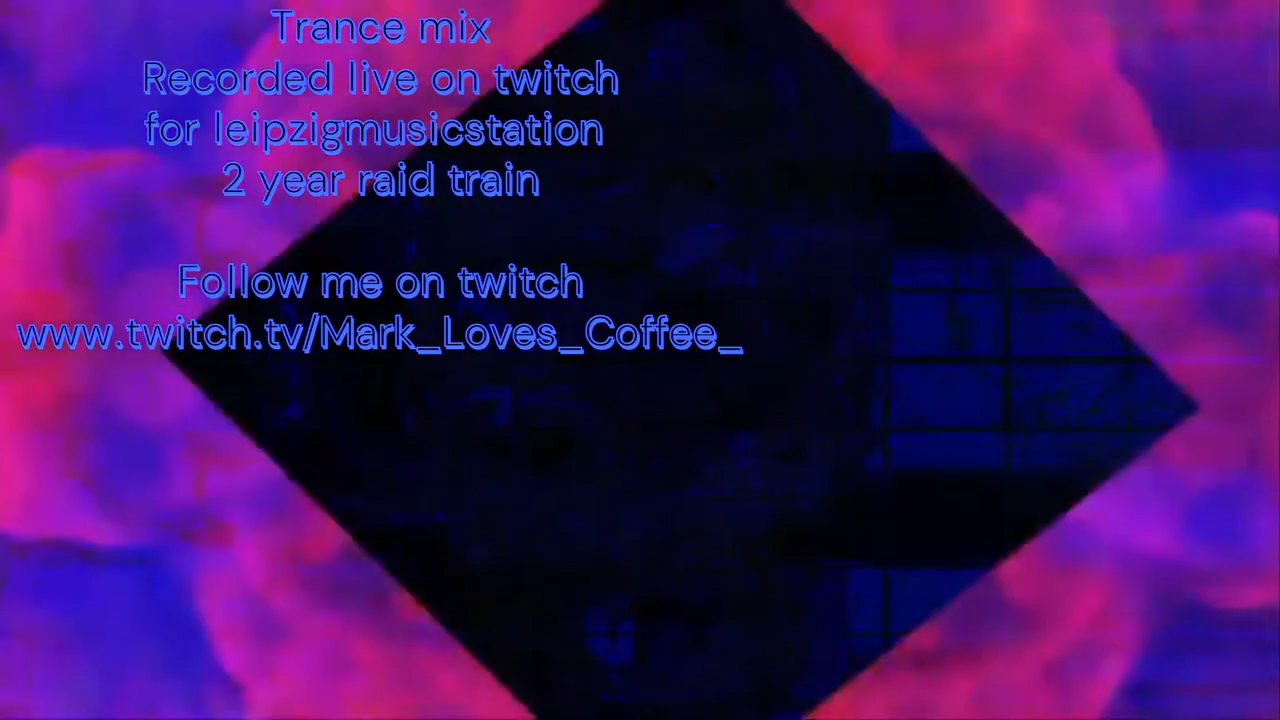 Trance mix
Recorded live on twitch
for leipzigmusicstation
2 year raid train
Follow me on twitch
www.twitch.tv/Mark_Loves_Coffee_